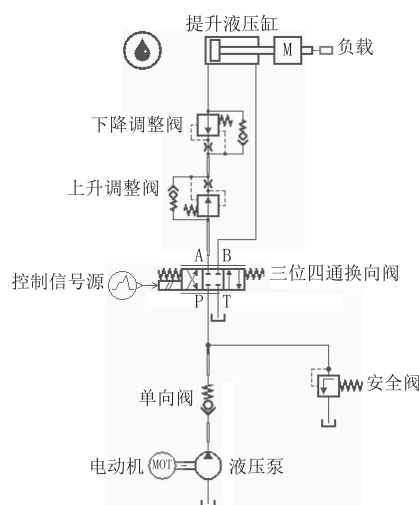 提升液压缸
M
负载
下降调整阀
上升调整阀
A B
控制信号源
三位四通换向阀
P T
单向阀
安全阀
电动机
MOT
液压泵